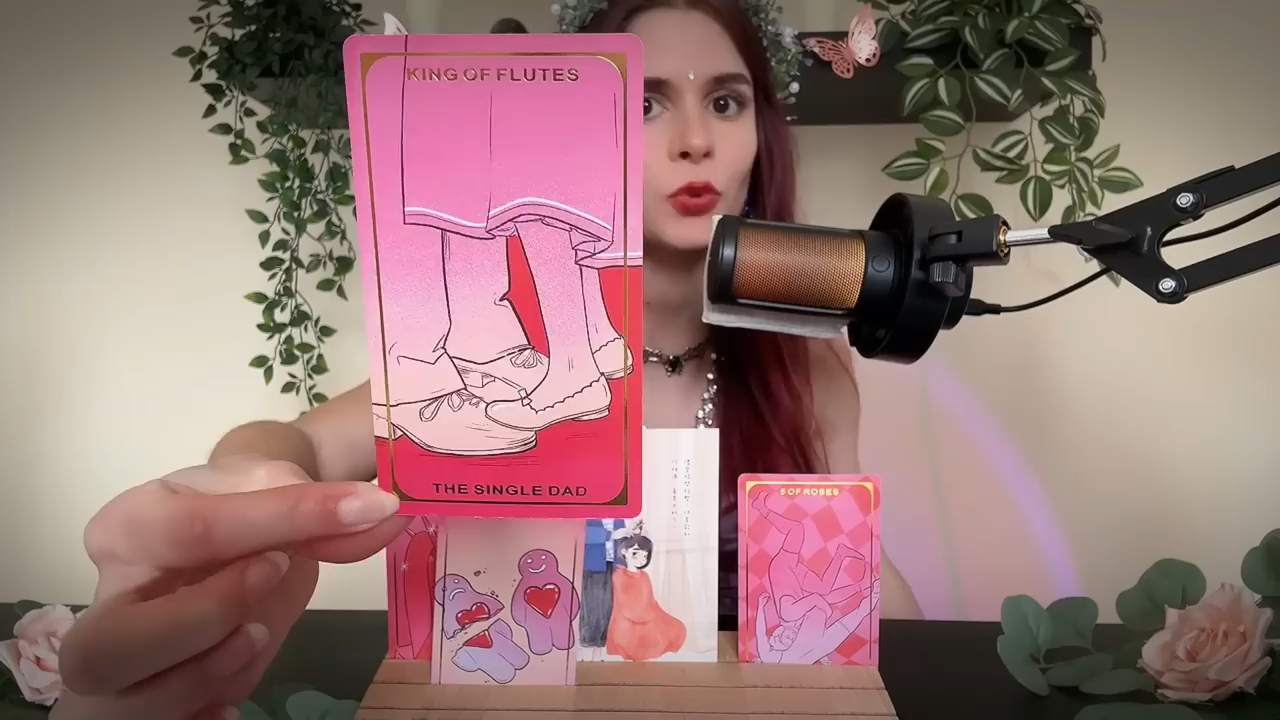 KING OF FLUTES
THE SINGLE DAD
5 OF ROSES